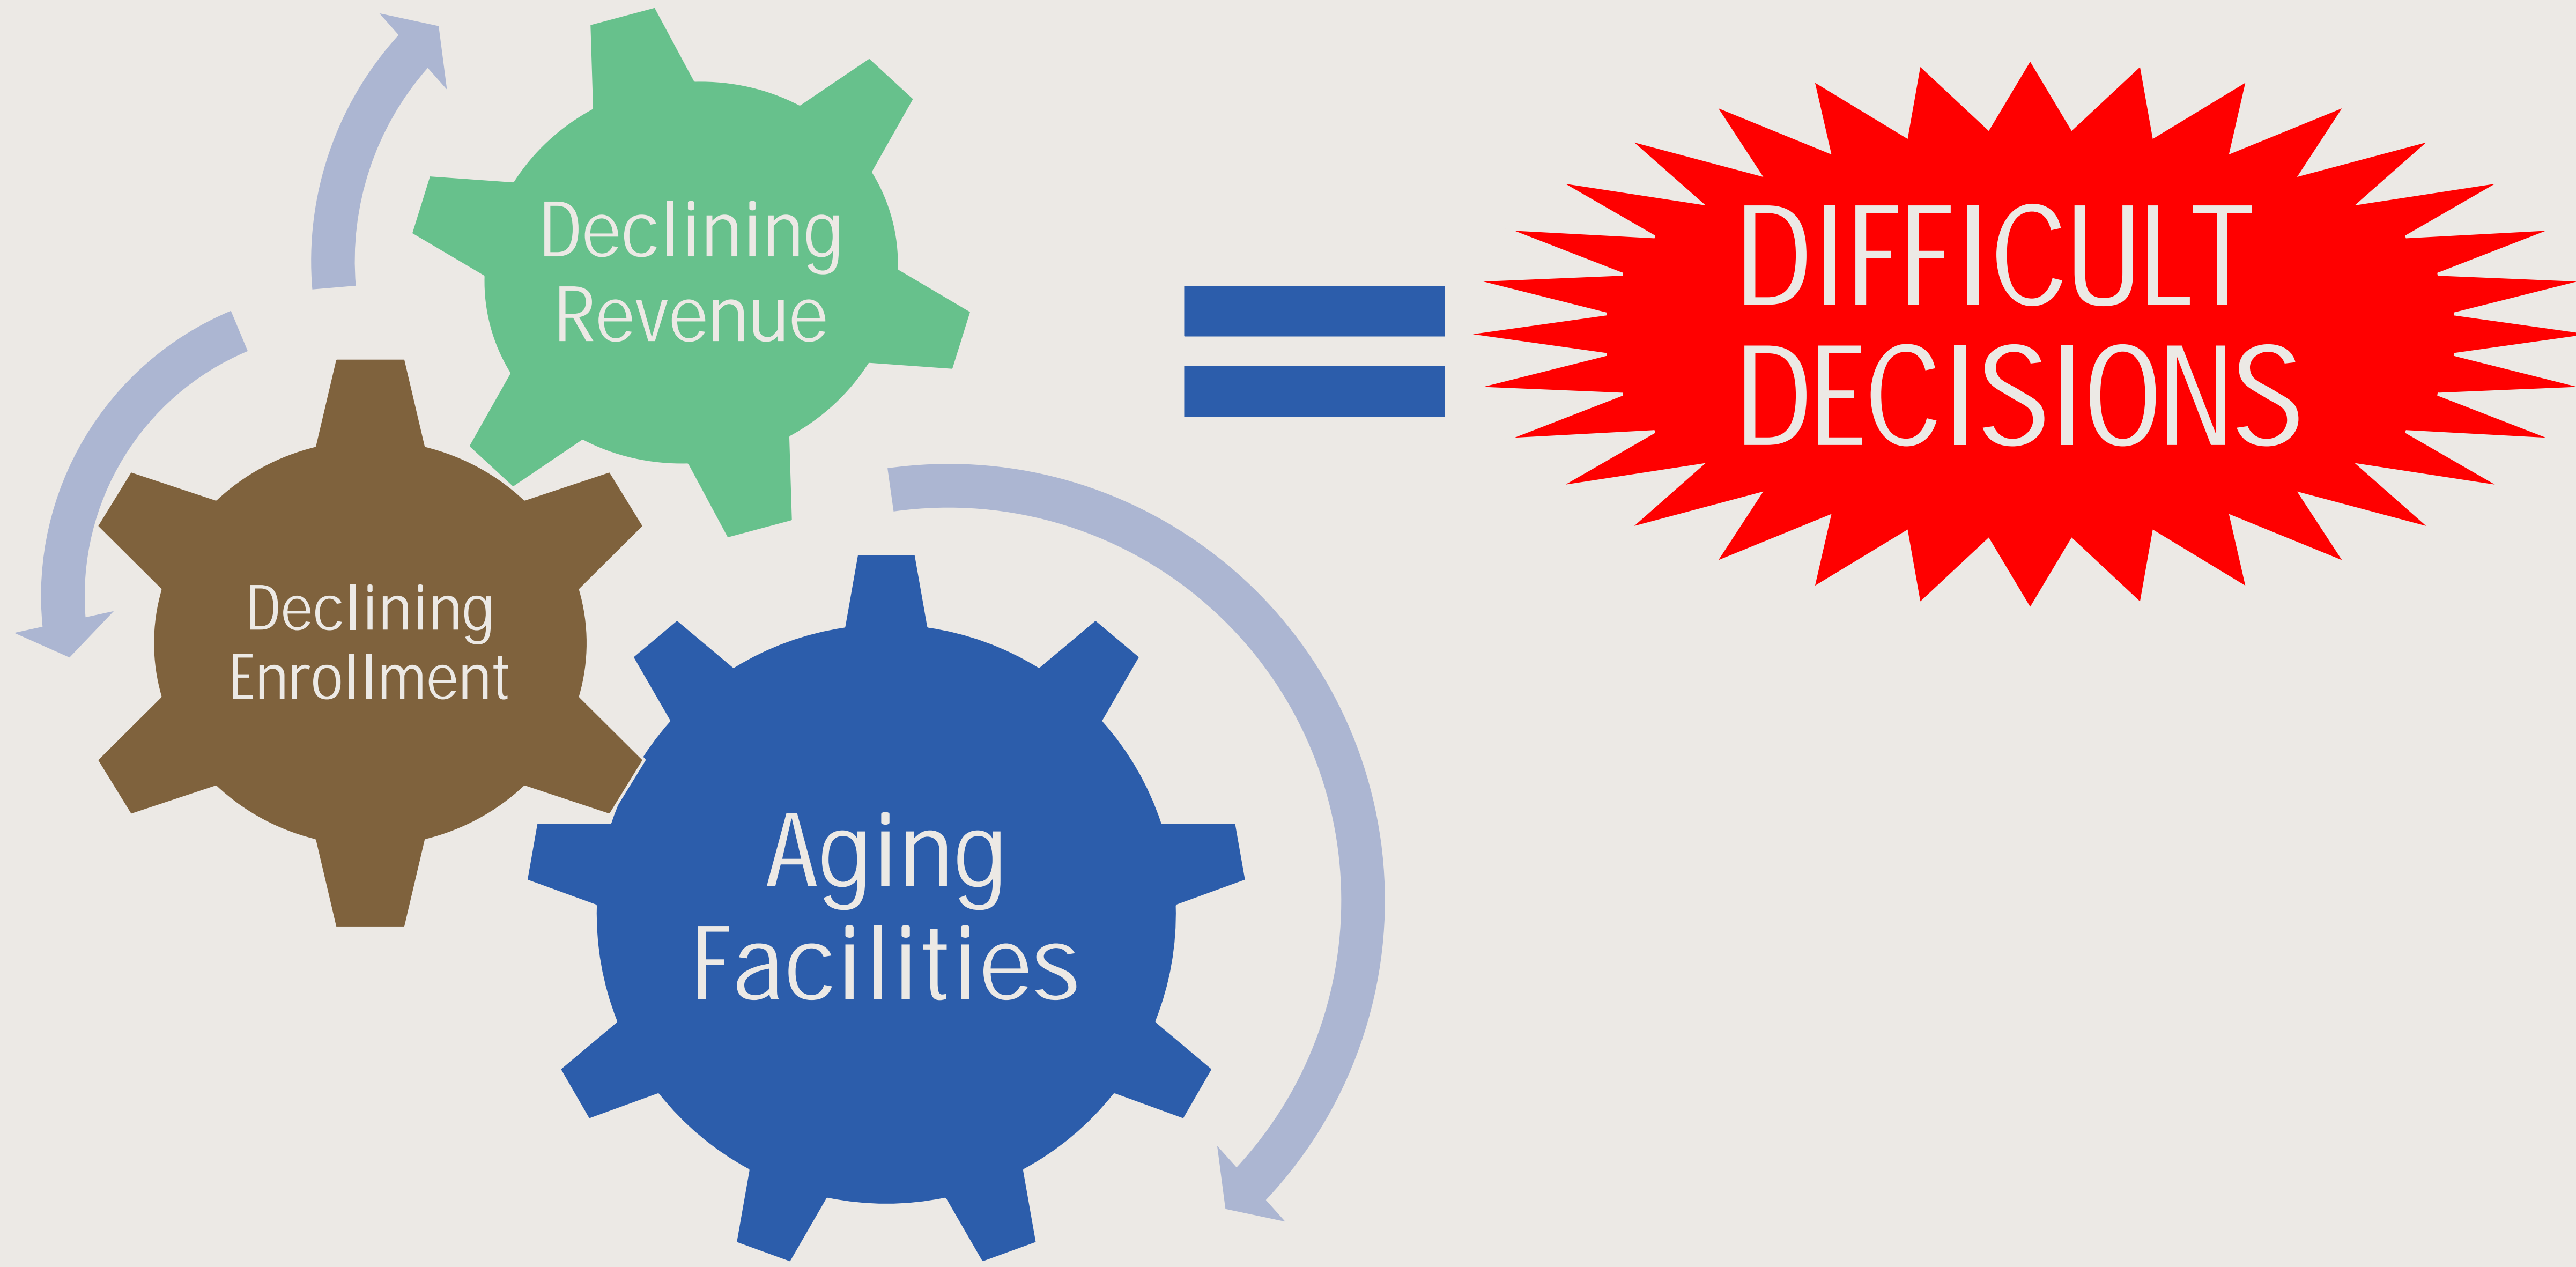 Declining
Revenue
Declining
Enrollment
Aging
Facilities
DIFFICULT
DECISIONS